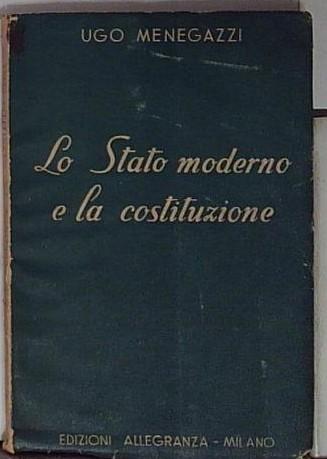 UGO MENEGAZZI
Lo Stato moderno
e la costituzione
EDIZIONI ALLEGRANZA - MILANO